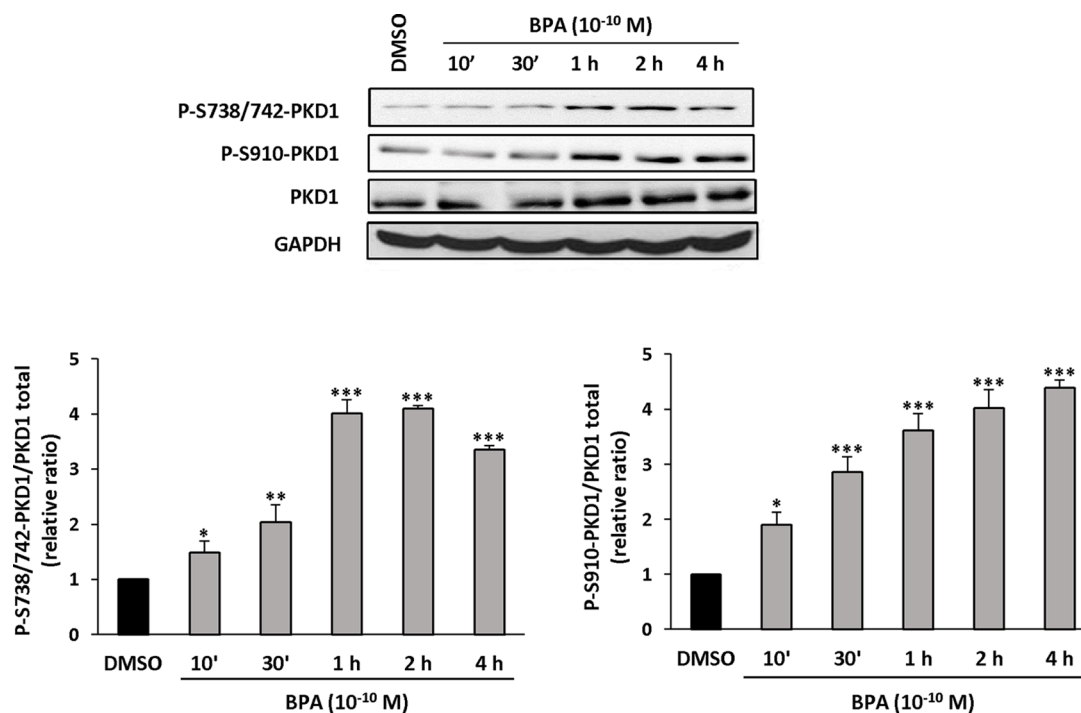 DMSO
BPA (10⁻¹⁰ M)
10' 30' 1 h 2 h 4 h
P-S738/742-PKD1
P-S910-PKD1
PKD1
GAPDH
P-S738/742-PKD1/PKD1 total
(relative ratio)
5
4
3
2
1
0
*
**
***
***
***
DMSO 10' 30' 1 h 2 h 4 h
BPA (10⁻¹⁰ M)
P-S910-PKD1/PKD1 total
(relative ratio)
5
4
3
2
1
0
*
***
***
***
***
DMSO 10' 30' 1 h 2 h 4 h
BPA (10⁻¹⁰ M)